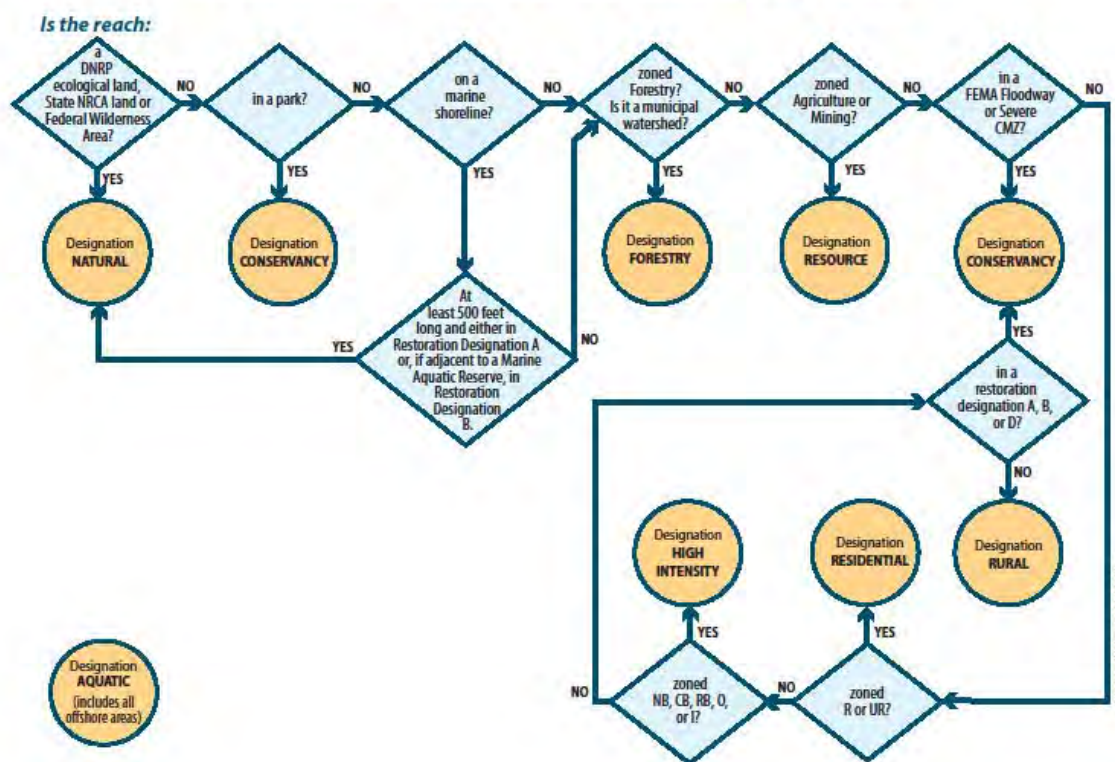 Is the reach:
a
DNRP
ecological land,
State NRCA land or
Federal Wilderness
Area?
NO
in a park?
NO
on a
marine
shoreline?
NO
zoned
Forestry?
Is it a municipal
watershed?
NO
zoned
Agriculture or
Mining?
NO
in a
FEMA Floodway
or Severe
CMZ?
NO
YES
YES
YES
YES
YES
YES
Designation
NATURAL
Designation
CONSERVANCY
Designation
FORESTRY
Designation
RESOURCE
Designation
CONSERVANCY
At
least 500 feet
long and either in
Restoration Designation A
or, if adjacent to a Marine
Aquatic Reserve, in
Restoration
Designation
B.
YES
NO
YES
in a
restoration
designation A, B,
or D?
NO
Designation
HIGH
INTENSITY
Designation
RESIDENTIAL
Designation
RURAL
YES
YES
NO
zoned
NB, CB, RB, O,
or I?
NO
zoned
R or UR?
Designation
AQUATIC
(includes all
offshore areas)